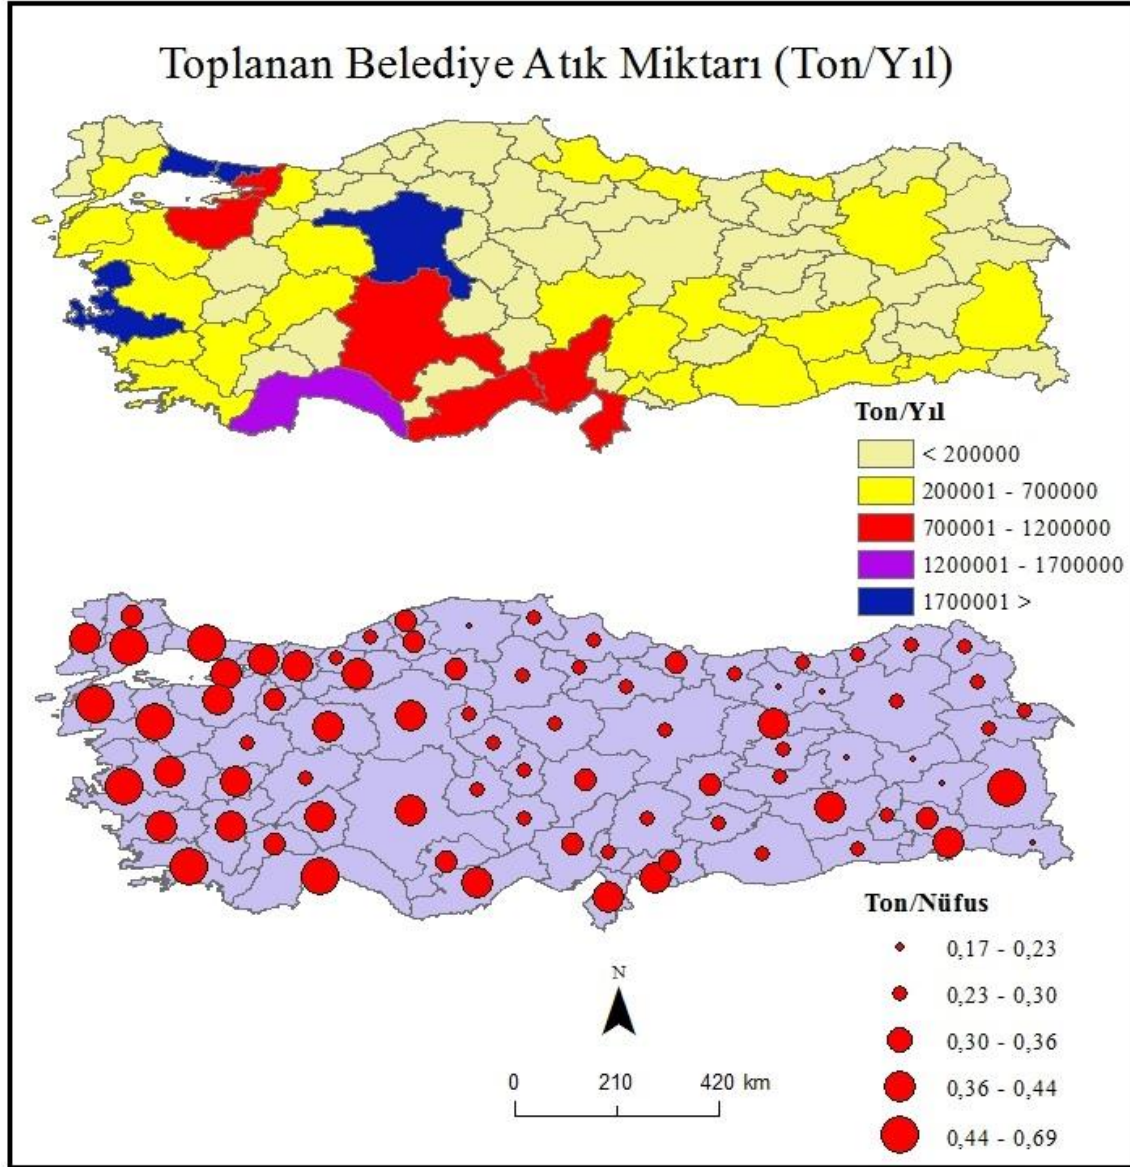 Toplanan Belediye Atık Miktarı (Ton/Yıl)
Ton/Yıl
< 200000
200001 - 700000
700001 - 1200000
1200001 - 1700000
1700001 >
Ton/Nüfus
0,17 - 0,23
0,23 - 0,30
0,30 - 0,36
0,36 - 0,44
0,44 - 0,69
N
0 210 420 km